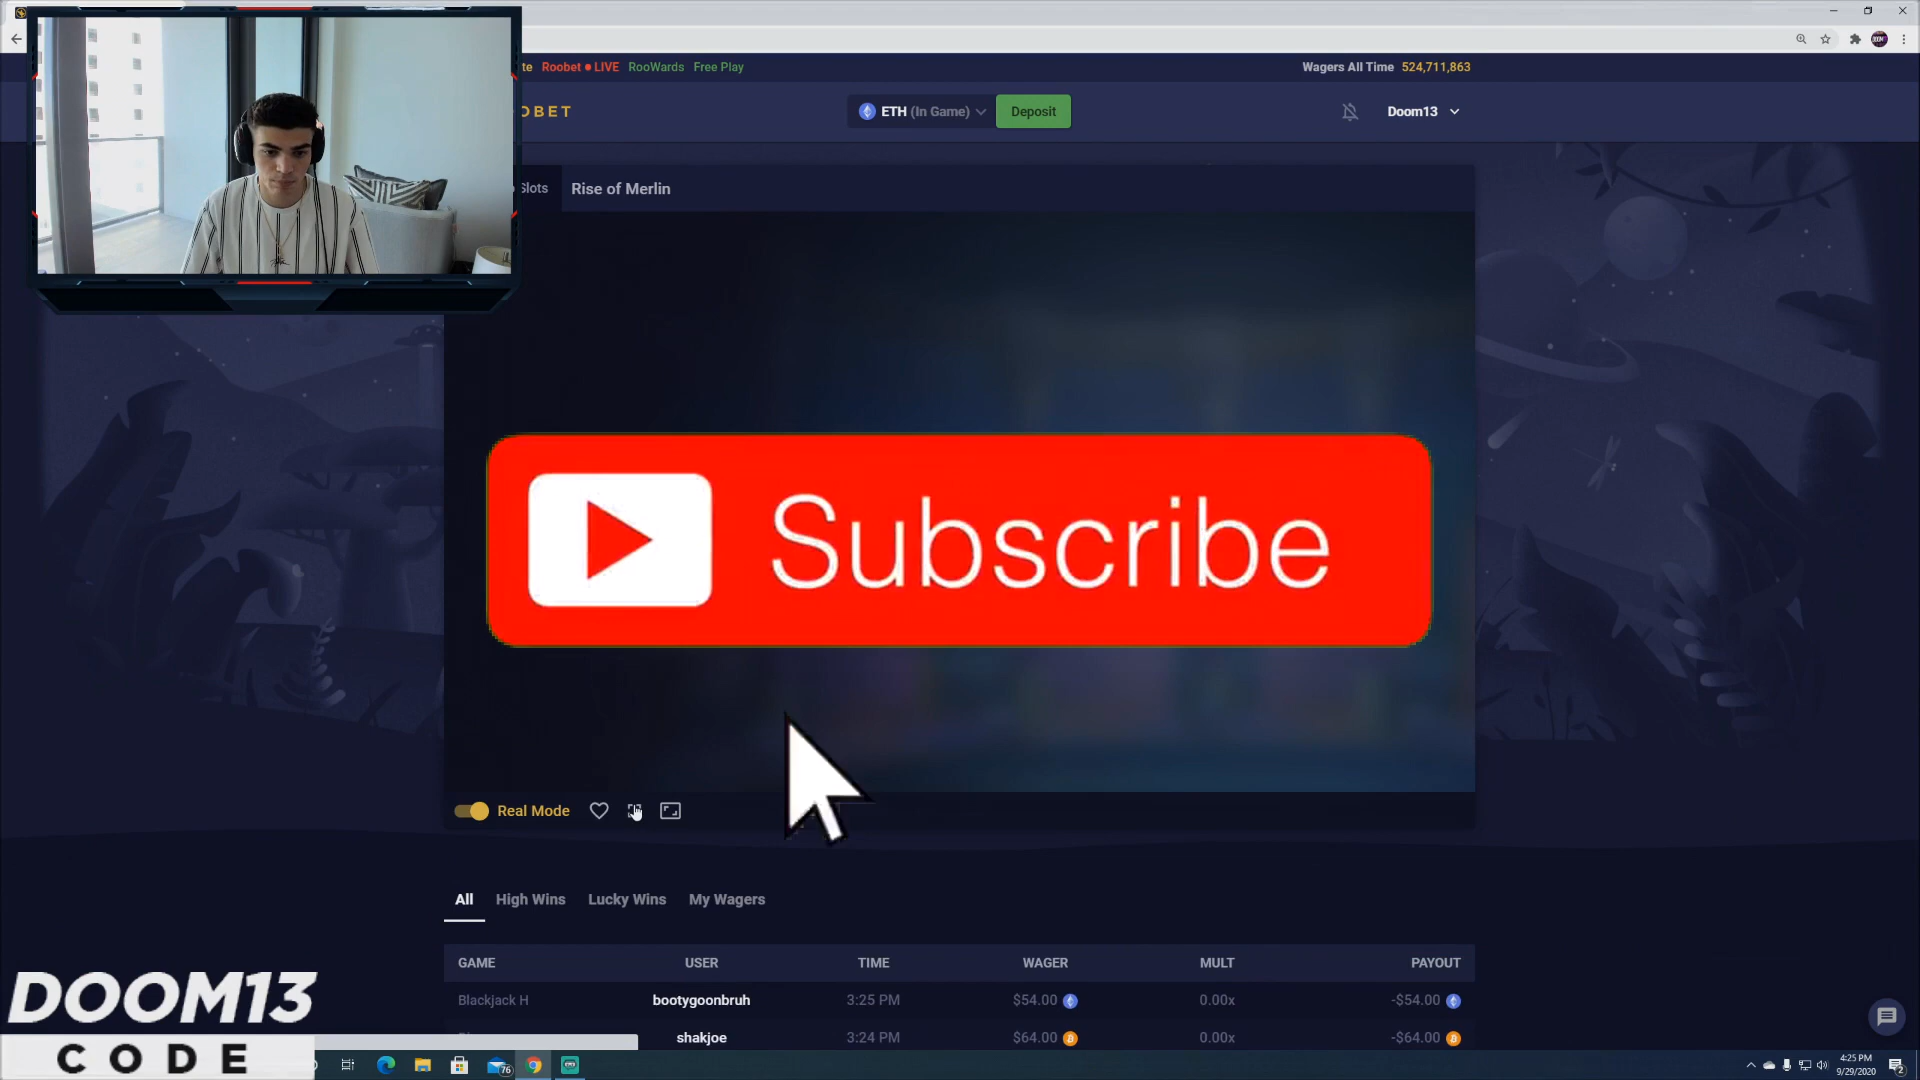 te Roobet LIVE RooWards Free Play Wagers All Time 524,711,863
OBET ETH (In Game) Deposit Doom13
Slots Rise of Merlin
Subscribe
Real Mode
All High Wins Lucky Wins My Wagers
GAME USER TIME WAGER MULT PAYOUT
Blackjack H bootygoonbruh 3:25 PM $54.00 0.00x -$54.00
shakjoe 3:24 PM $64.00 0.00x -$64.00
DOOM13
CODE
76
4:25 PM
9/29/2020
2